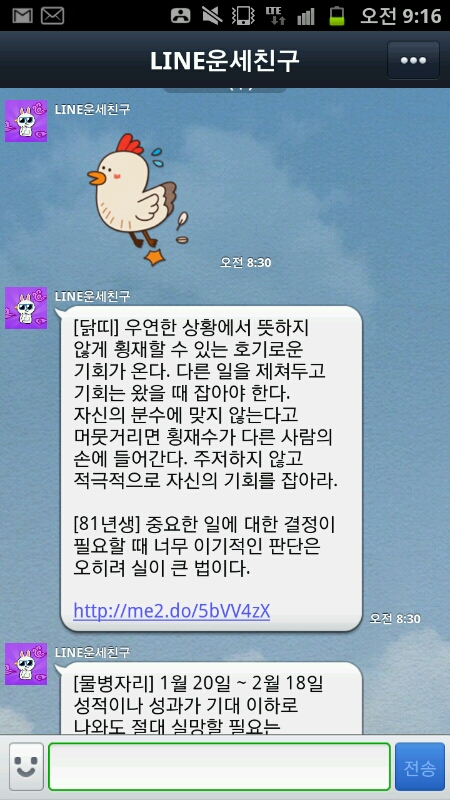 LTE
오전 9:16
LINE운세친구
LINE운세친구
오전 8:30
LINE운세친구
[닭띠] 우연한 상황에서 뜻하지
않게 횡재할 수 있는 호기로운
기회가 온다. 다른 일을 제쳐두고
기회는 왔을 때 잡아야 한다.
자신의 분수에 맞지 않는다고
머뭇거리면 횡재수가 다른 사람의
손에 들어간다. 주저하지 않고
적극적으로 자신의 기회를 잡아라.
[81년생] 중요한 일에 대한 결정이
필요할 때 너무 이기적인 판단은
오히려 실이 큰 법이다.
http://me2.do/5bVV4zX
오전 8:30
LINE운세친구
[물병자리] 1월 20일 ~ 2월 18일
성적이나 성과가 기대 이하로
나와도 절대 실망할 필요는
전송